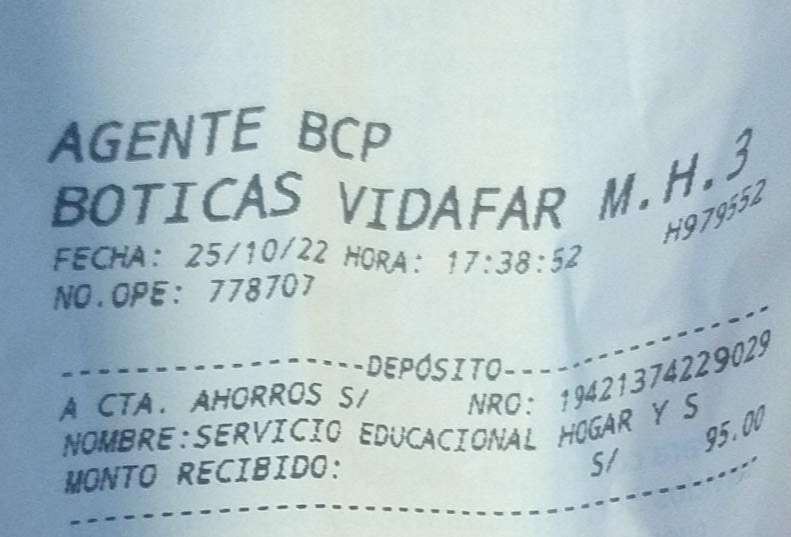 AGENTE BCP
BOTICAS VIDAFAR M.H.3
FECHA: 25/10/22 HORA: 17:38:52 H979552
NO.OPE: 778707
------------------DEPÓSITO------------------
A CTA. AHORROS S/ NRO: 19421374229029
NOMBRE:SERVICIO EDUCACIONAL HOGAR Y S
MONTO RECIBIDO: S/ 95.00
--------------------------------------------